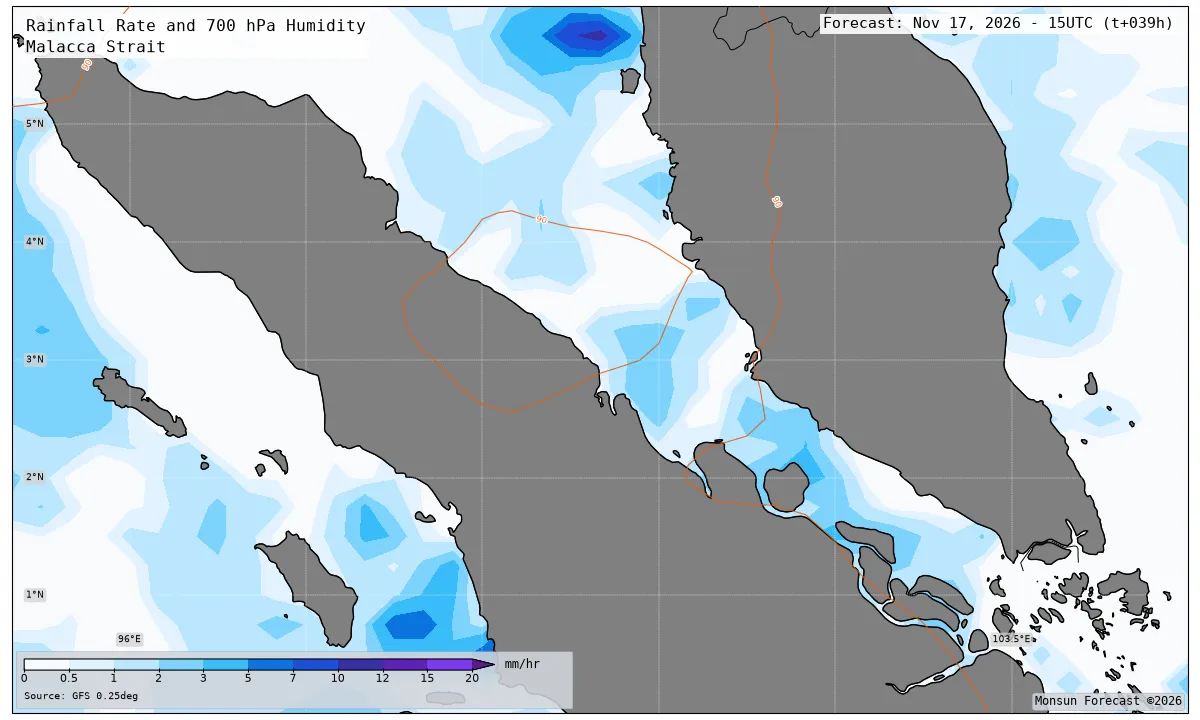 Rainfall Rate and 700 hPa Humidity
Malacca Strait
Forecast: Nov 17, 2026 - 15UTC (t+039h)
90
5°N
90
90
4°N
3°N
2°N
1°N
96°E
103.5°E
0 0.5 1 2 3 5 7 10 12 15 20
mm/hr
Source: GFS 0.25deg
Monsun Forecast ©2026